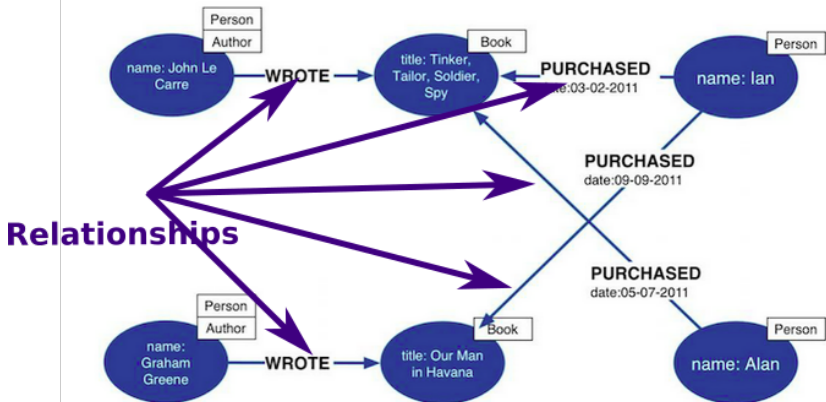 Person
Author
name: John Le
Carre
WROTE
Book
title: Tinker,
Tailor, Soldier,
Spy
PURCHASED
date:03-02-2011
Person
name: Ian
PURCHASED
date:09-09-2011
Relationships
PURCHASED
date:05-07-2011
Person
Author
name:
Graham
Greene
WROTE
Book
title: Our Man
in Havana
Person
name: Alan